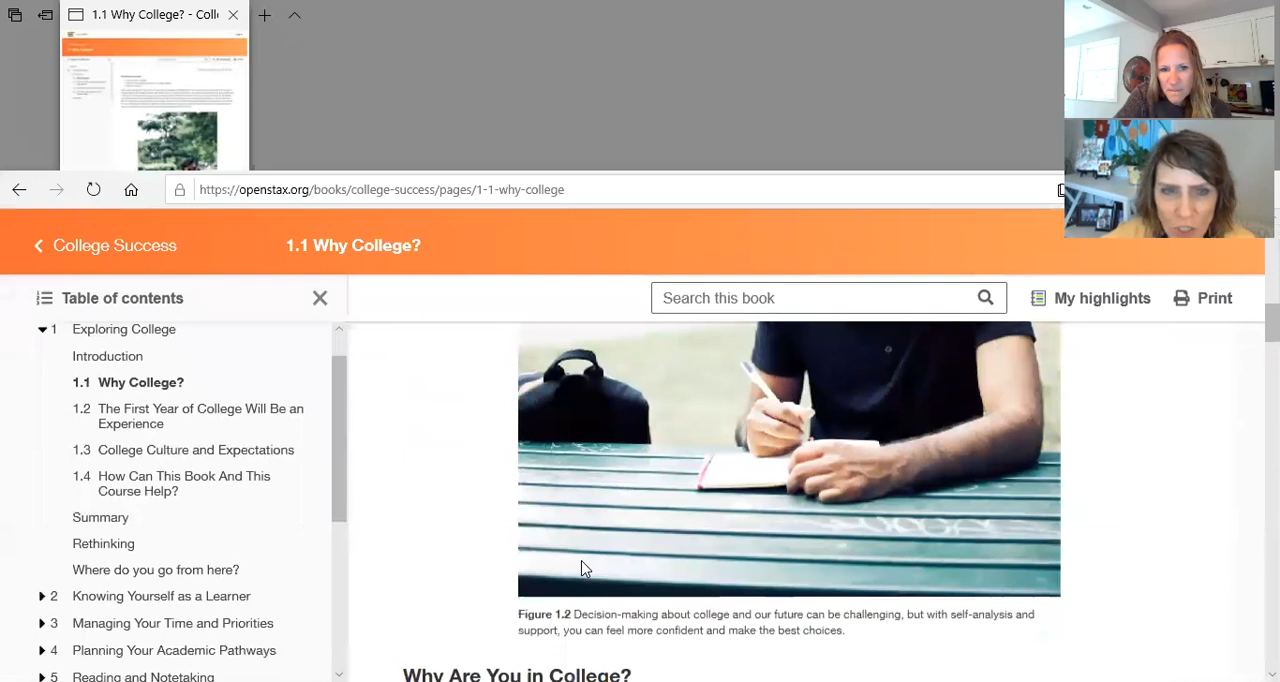 1.1 Why College? - Coll
https://openstax.org/books/college-success/pages/1-1-why-college
College Success
1.1 Why College?
Table of contents
Search this book
My highlights
Print
1 Exploring College
Introduction
1.1 Why College?
1.2 The First Year of College Will Be an
Experience
1.3 College Culture and Expectations
1.4 How Can This Book And This
Course Help?
Summary
Rethinking
Where do you go from here?
2 Knowing Yourself as a Learner
3 Managing Your Time and Priorities
4 Planning Your Academic Pathways
5 Reading and Notetaking
Figure 1.2 Decision-making about college and our future can be challenging, but with self-analysis and
support, you can feel more confident and make the best choices.
Why Are You in College?